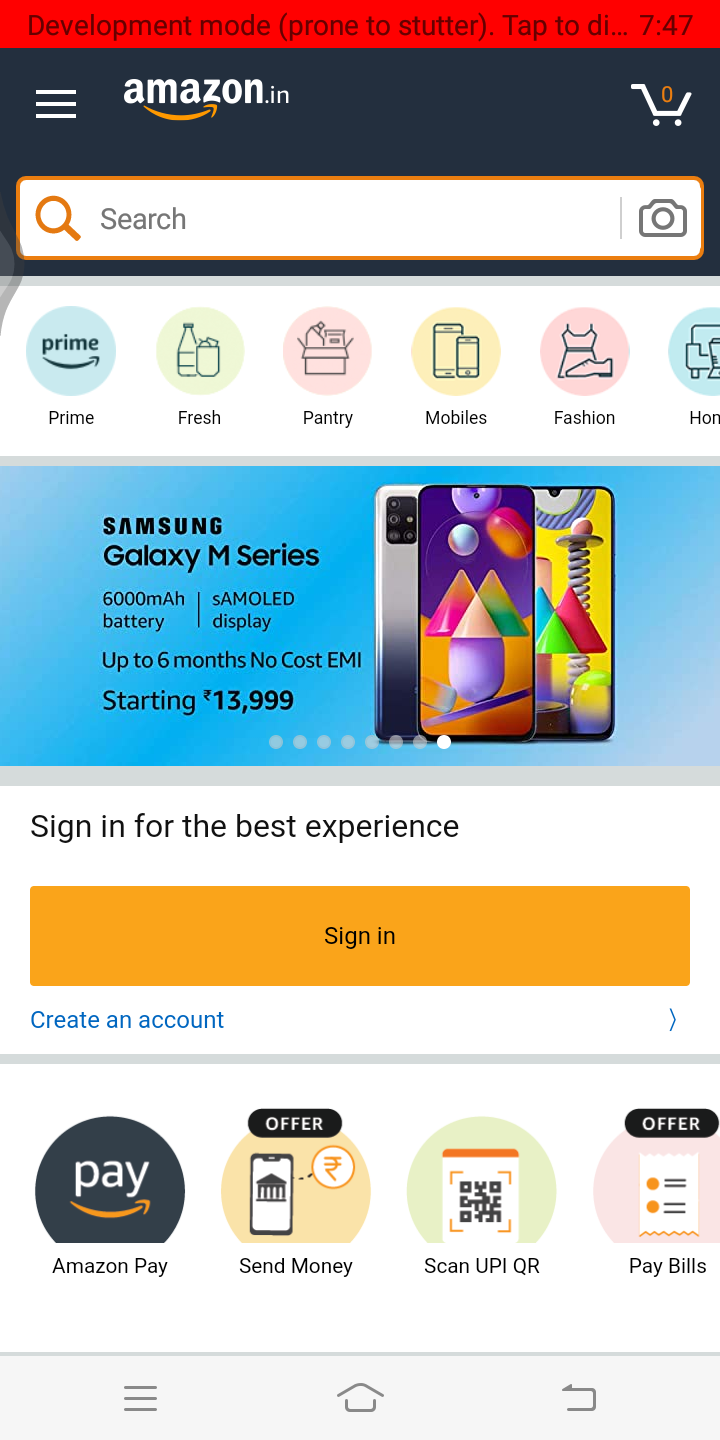 Development mode (prone to stutter). Tap to di... 7:47
amazon.in
0
Search
prime
Prime
Fresh
Pantry
Mobiles
Fashion
Hom
SAMSUNG
Galaxy M Series
6000mAh battery | sAMOLED display
Up to 6 months No Cost EMI
Starting ₹13,999
Sign in for the best experience
Sign in
Create an account
pay
OFFER
OFFER
Amazon Pay
Send Money
Scan UPI QR
Pay Bills